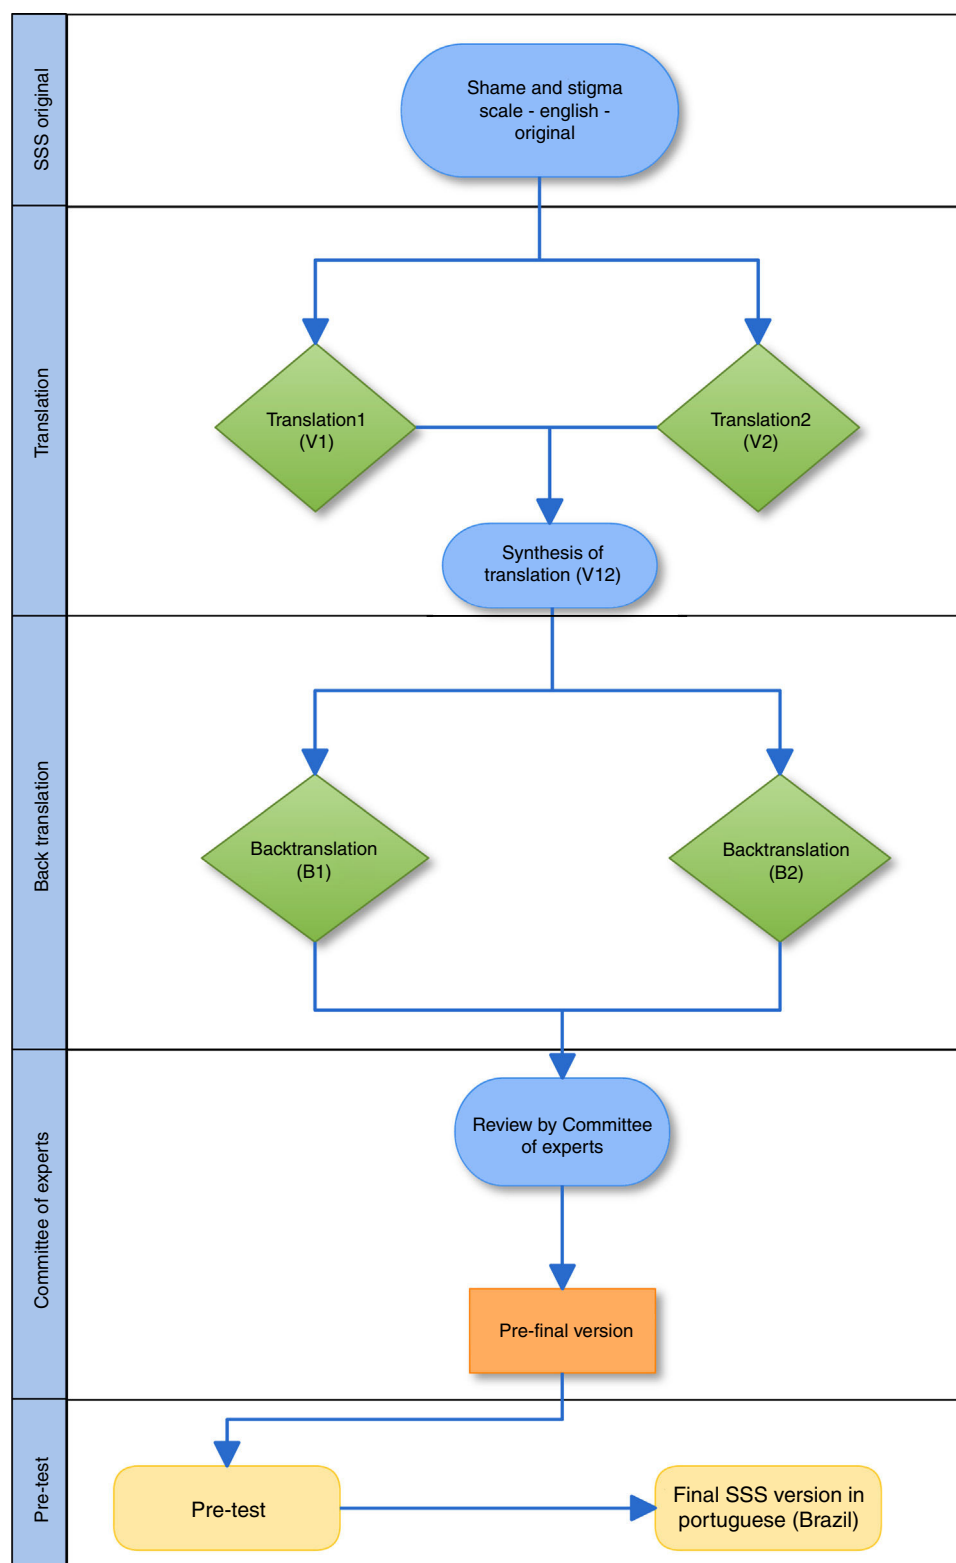 SSS original
Shame and stigma
scale - english -
original
Translation
Translation1
(V1)
Translation2
(V2)
Synthesis of
translation (V12)
Back translation
Backtranslation
(B1)
Backtranslation
(B2)
Committee of experts
Review by Committee
of experts
Pre-final version
Pre-test
Pre-test
Final SSS version in
portuguese (Brazil)